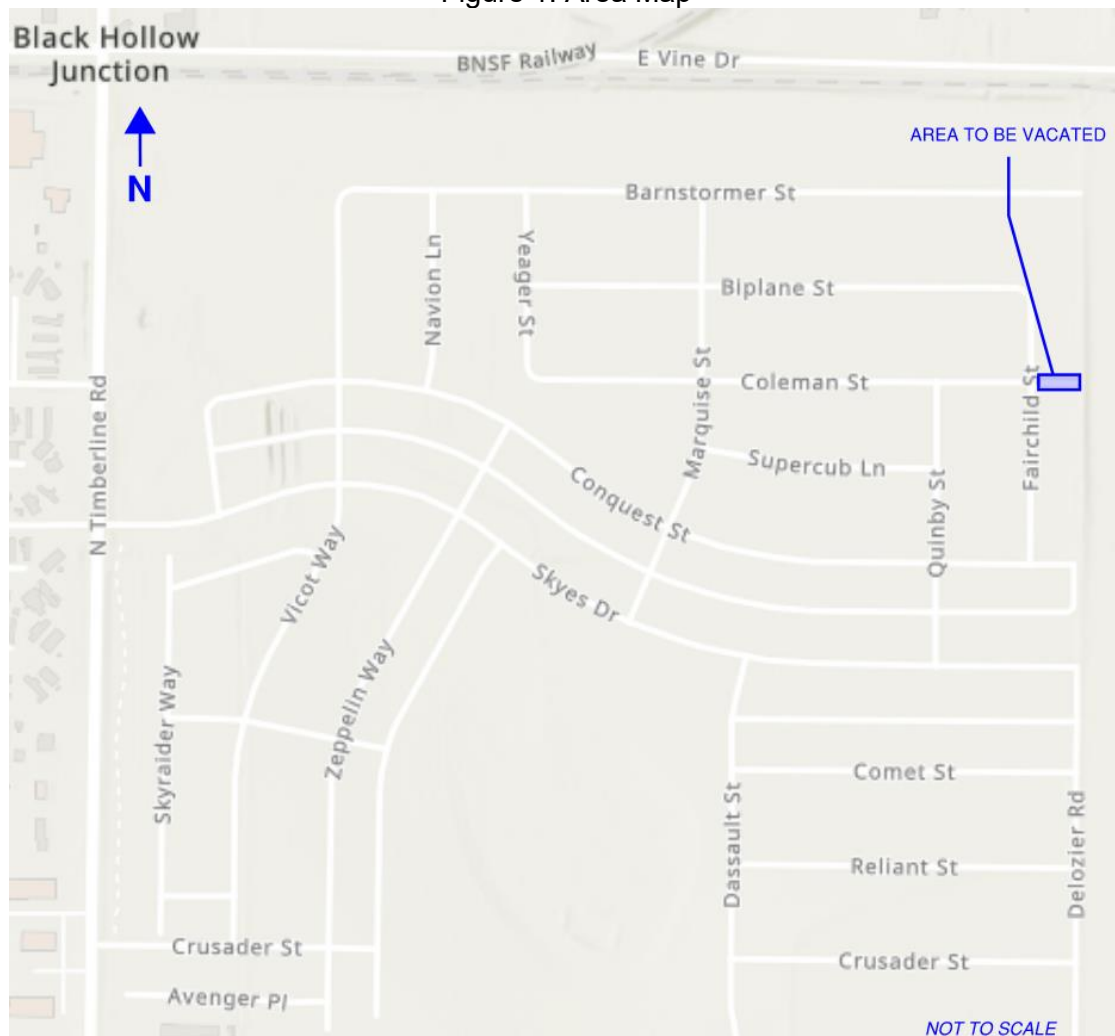 Figure 1: Area Map
Black Hollow
Junction
BNSF Railway
E Vine Dr
AREA TO BE VACATED
N
Barnstormer St
Navion Ln
Yeager St
Biplane St
Coleman St
Marquise St
Fairchild St
N Timberline Rd
Supercub Ln
Conquest St
Quinby St
Vicot Way
Skyes Dr
Skyraider Way
Zeppelin Way
Comet St
Dassault St
Delozier Rd
Reliant St
Crusader St
Crusader St
Avenger Pl
NOT TO SCALE